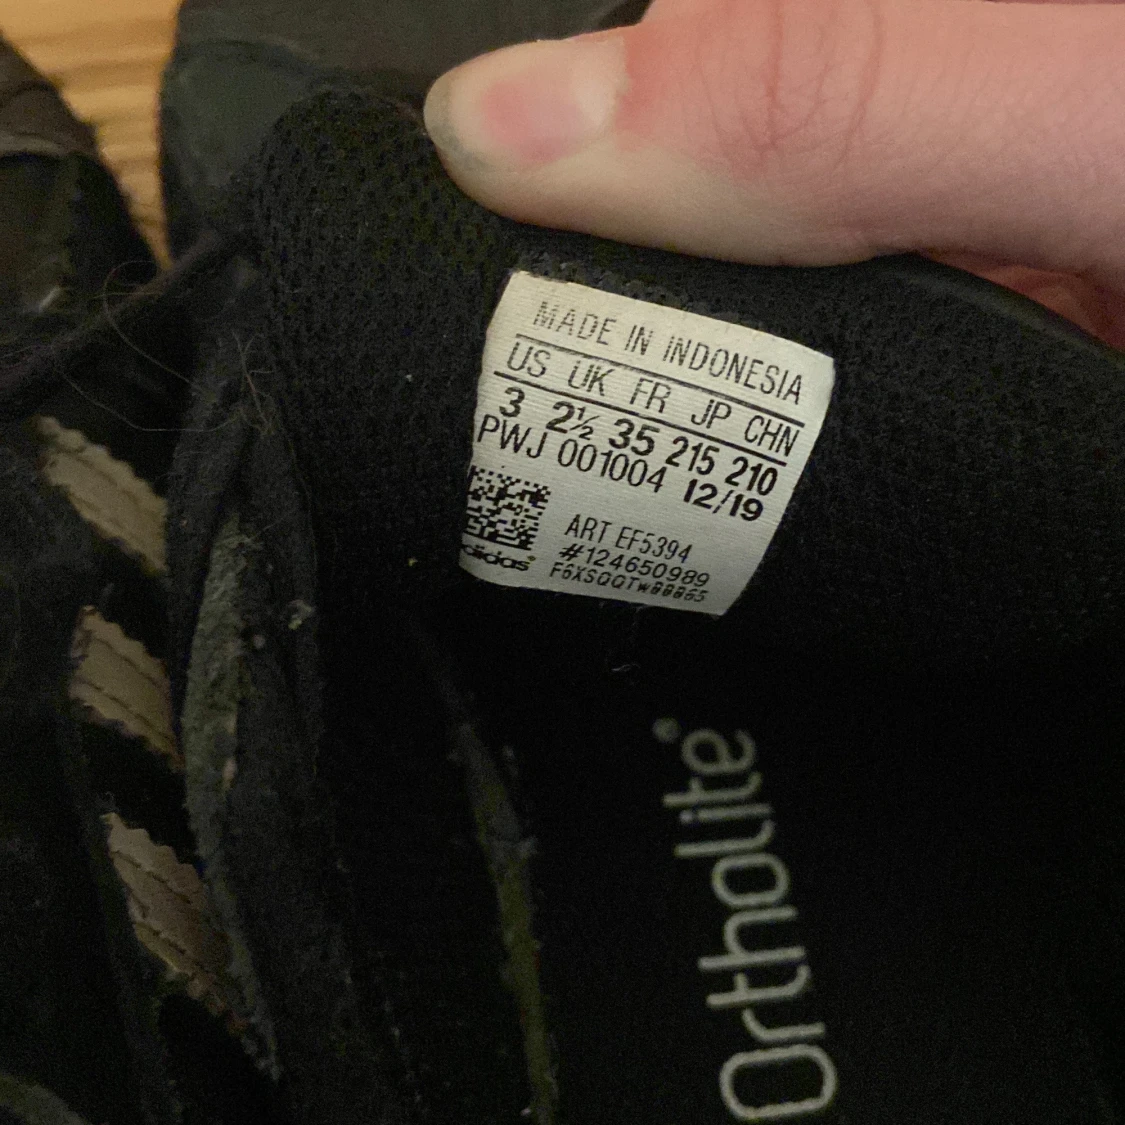 MADE IN INDONESIA
US UK FR JP CHN
3 2½ 35 215 210
PWJ 001004 12/19
ART EF5394
#124650989
adidas®
Ortholite®